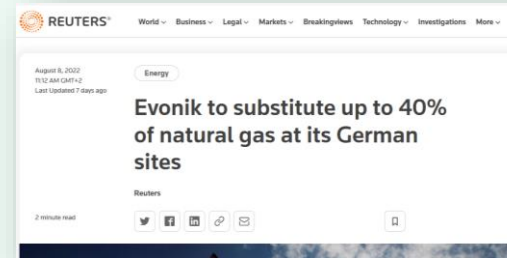 REUTERS®
World Business Legal Markets Breakingviews Technology Investigations More
August 8, 2022
11:12 AM GMT+2
Last Updated 7 days ago
Energy
Evonik to substitute up to 40%
of natural gas at its German
sites
Reuters
2 minute read